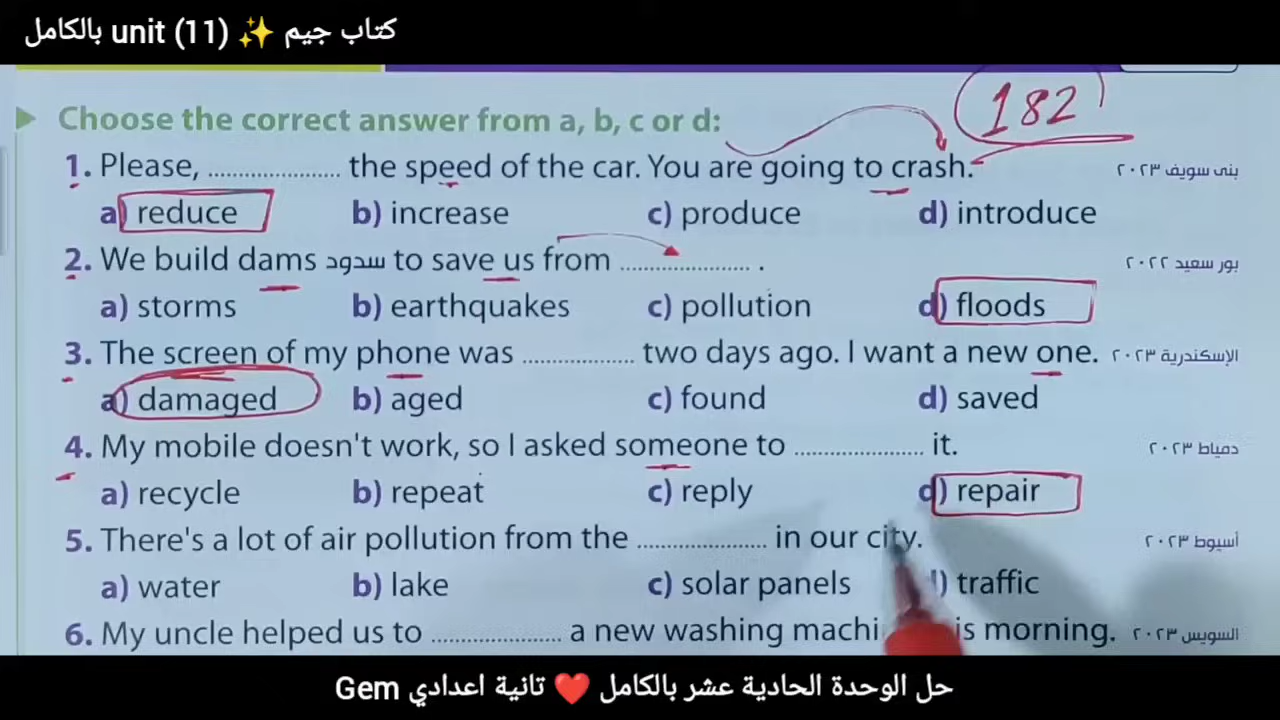 كتاب جيم ✨ unit (11) بالكامل
182
Choose the correct answer from a, b, c or d:
1. Please, .................... the speed of the car. You are going to crash. بنى سويف ٢٠٢٣
a) reduce b) increase c) produce d) introduce
2. We build dams سدود to save us from .................... . بور سعيد ٢٠٢٢
a) storms b) earthquakes c) pollution d) floods
3. The screen of my phone was .................... two days ago. I want a new one. الإسكندرية ٢٠٢٣
a) damaged b) aged c) found d) saved
4. My mobile doesn't work, so I asked someone to .................... it. دمياط ٢٠٢٣
a) recycle b) repeat c) reply d) repair
5. There's a lot of air pollution from the .................... in our city. أسيوط ٢٠٢٣
a) water b) lake c) solar panels d) traffic
6. My uncle helped us to .................... a new washing machi is morning. السويس ٢٠٢٣
حل الوحدة الحادية عشر بالكامل ❤️ تانية اعدادي Gem